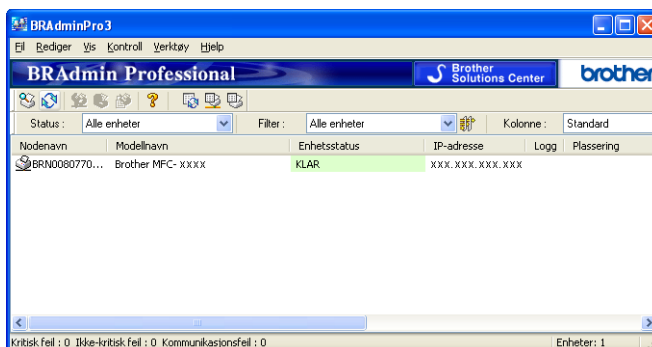 BRAdminPro3
Fil Rediger Vis Kontroll Verktøy Hjelp
BRAdmin Professional Brother Solutions Center brother
Status : Alle enheter Filter : Alle enheter Kolonne : Standard
Nodenavn Modellnavn Enhetsstatus IP-adresse Logg Plassering
BRN0080770... Brother MFC- XXXX KLAR XXX.XXX.XXX.XXX
Kritisk feil : 0 Ikke-kritisk feil : 0 Kommunikasjonsfeil : 0 Enheter: 1